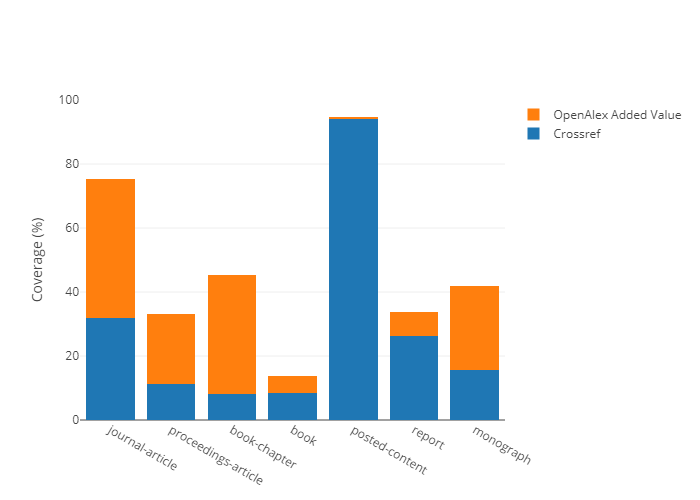 100
80
60
40
20
0
Coverage (%)
journal-article
proceedings-article
book-chapter
book
posted-content
report
monograph
OpenAlex Added Value
Crossref